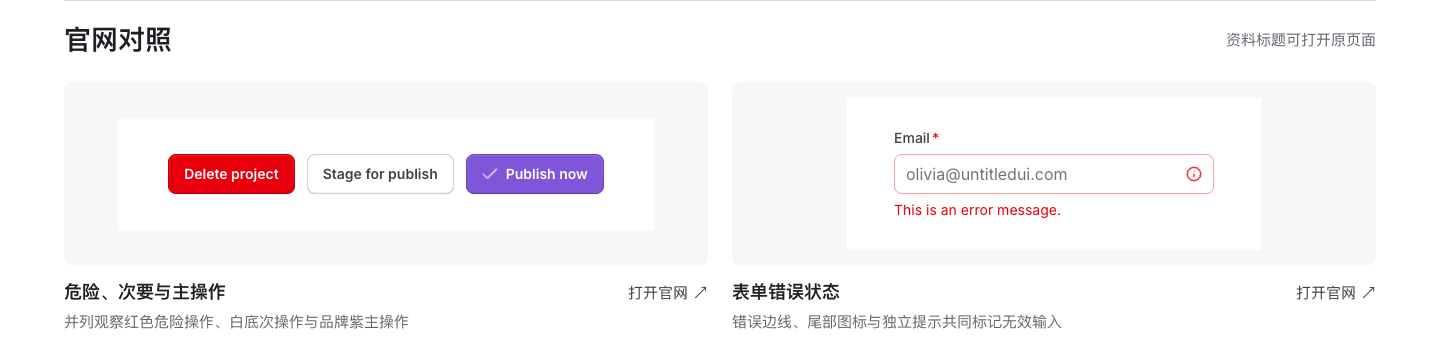 官网对照
资料标题可打开原页面
Delete project
Stage for publish
Publish now
Email *
olivia@untitledui.com
This is an error message.
危险、次要与主操作
打开官网 ↗
并列观察红色危险操作、白底次操作与品牌紫主操作
表单错误状态
打开官网 ↗
错误边线、尾部图标与独立提示共同标记无效输入